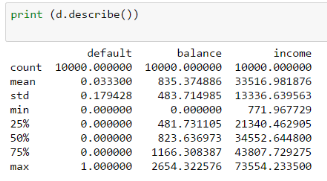 print (d.describe())
default balance income
count 10000.000000 10000.000000 10000.000000
mean 0.033300 835.374886 33516.981876
std 0.179428 483.714985 13336.639563
min 0.000000 0.000000 771.967729
25% 0.000000 481.731105 21340.462905
50% 0.000000 823.636973 34552.644800
75% 0.000000 1166.308387 43807.729275
max 1.000000 2654.322576 73554.233500